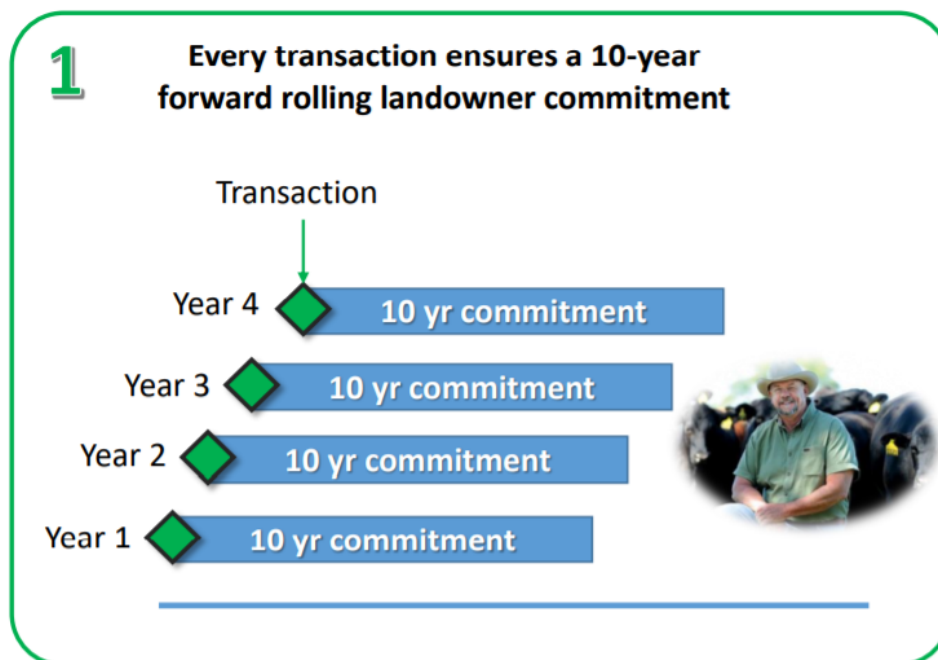 1
Every transaction ensures a 10-year
forward rolling landowner commitment
Transaction
Year 4
10 yr commitment
Year 3
10 yr commitment
Year 2
10 yr commitment
Year 1
10 yr commitment